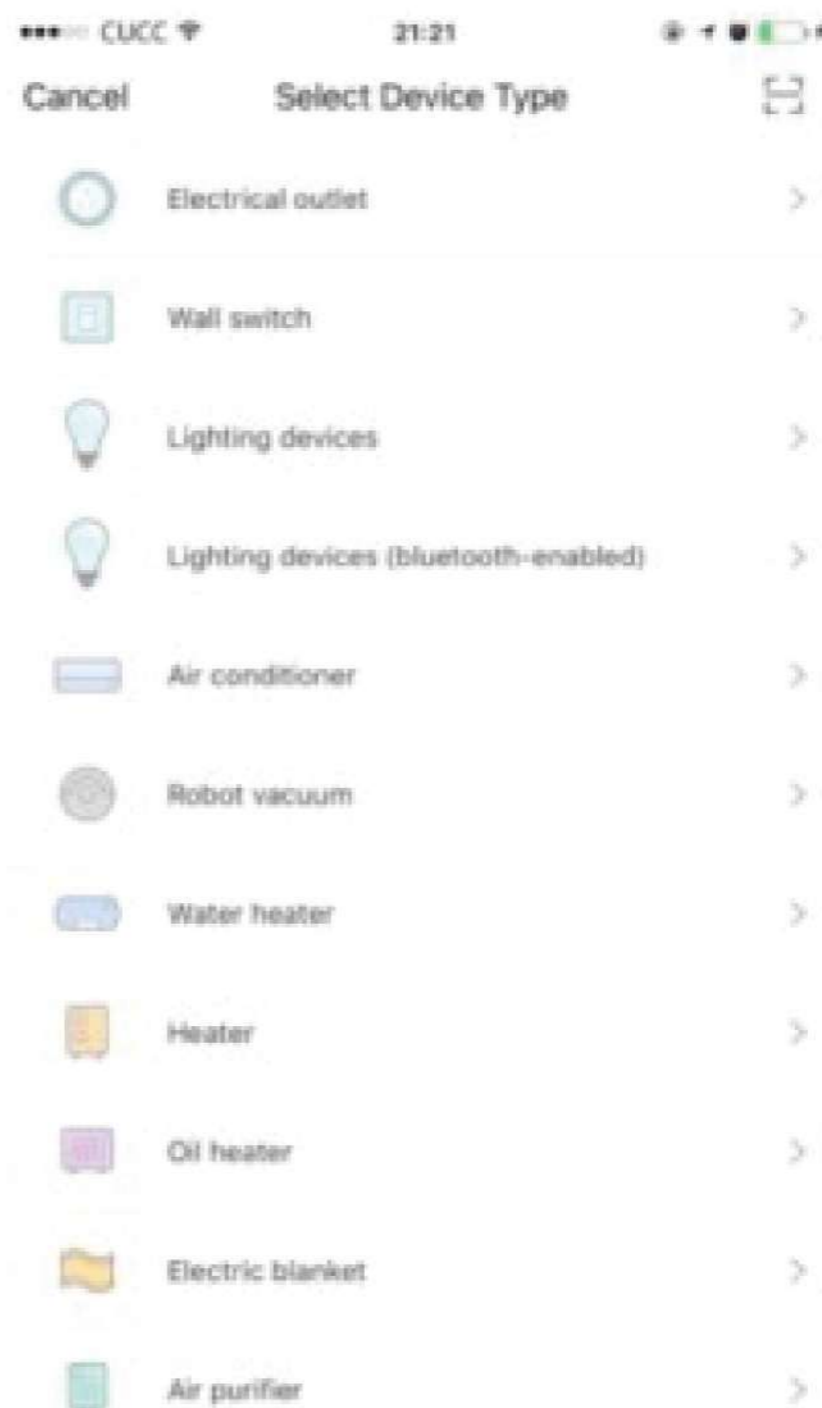 CUCC 21:21
Cancel Select Device Type
Electrical outlet
Wall switch
Lighting devices
Lighting devices (bluetooth-enabled)
Air conditioner
Robot vacuum
Water heater
Heater
Oil heater
Electric blanket
Air purifier